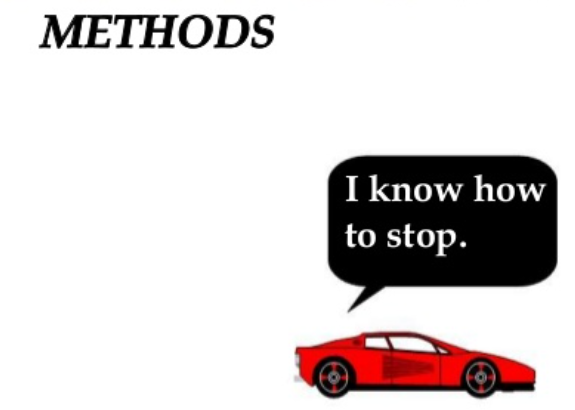 METHODS
I know how
to stop.